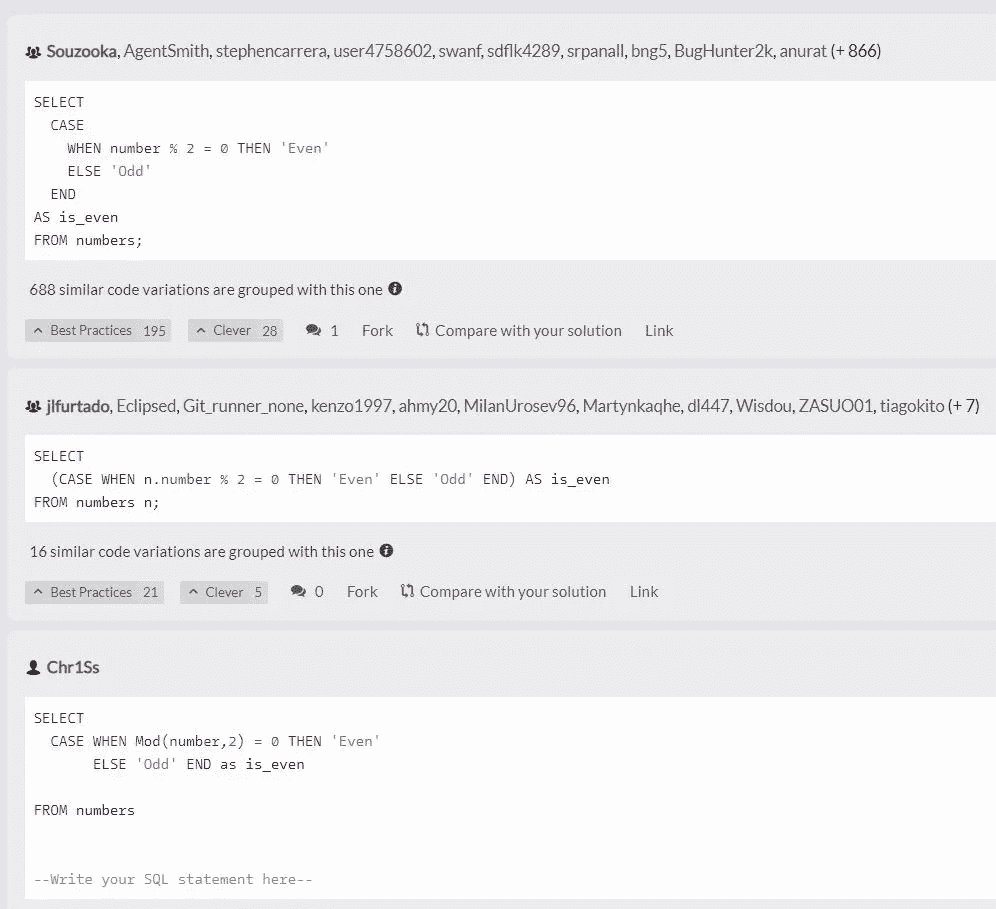 Souzooka, AgentSmith, stephencarrera, user4758602, swanf, sdflk4289, srpanall, bng5, BugHunter2k, anurat (+ 866)
SELECT
  CASE
    WHEN number % 2 = 0 THEN 'Even'
    ELSE 'Odd'
  END
AS is_even
FROM numbers;
688 similar code variations are grouped with this one
Best Practices 195 Clever 28 1 Fork Compare with your solution Link
jlfurtado, Eclipsed, Git_runner_none, kenzo1997, ahmy20, MilanUrosev96, Martynkaqhe, dl447, Wisdou, ZASUO01, tiagokito (+ 7)
SELECT
  (CASE WHEN n.number % 2 = 0 THEN 'Even' ELSE 'Odd' END) AS is_even
FROM numbers n;
16 similar code variations are grouped with this one
Best Practices 21 Clever 5 0 Fork Compare with your solution Link
Chr1Ss
SELECT
  CASE WHEN Mod(number,2) = 0 THEN 'Even'
       ELSE 'Odd' END as is_even
FROM numbers
--Write your SQL statement here--